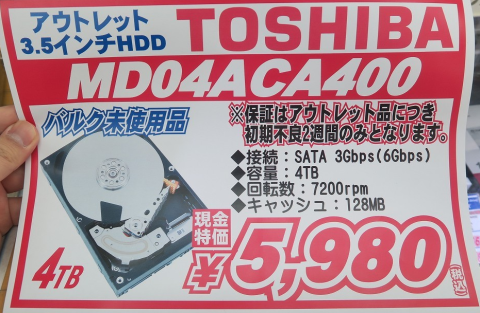 アウトレット
3.5インチHDD
TOSHIBA
MD04ACA400
バルク未使用品
※保証はアウトレット品につき
初期不良2週間のみとなります。
◆接続：SATA 3Gbps(6Gbps)
◆容量：4TB
◆回転数：7200rpm
◆キャッシュ：128MB
4TB
現金
特価
¥5,980
(税込)